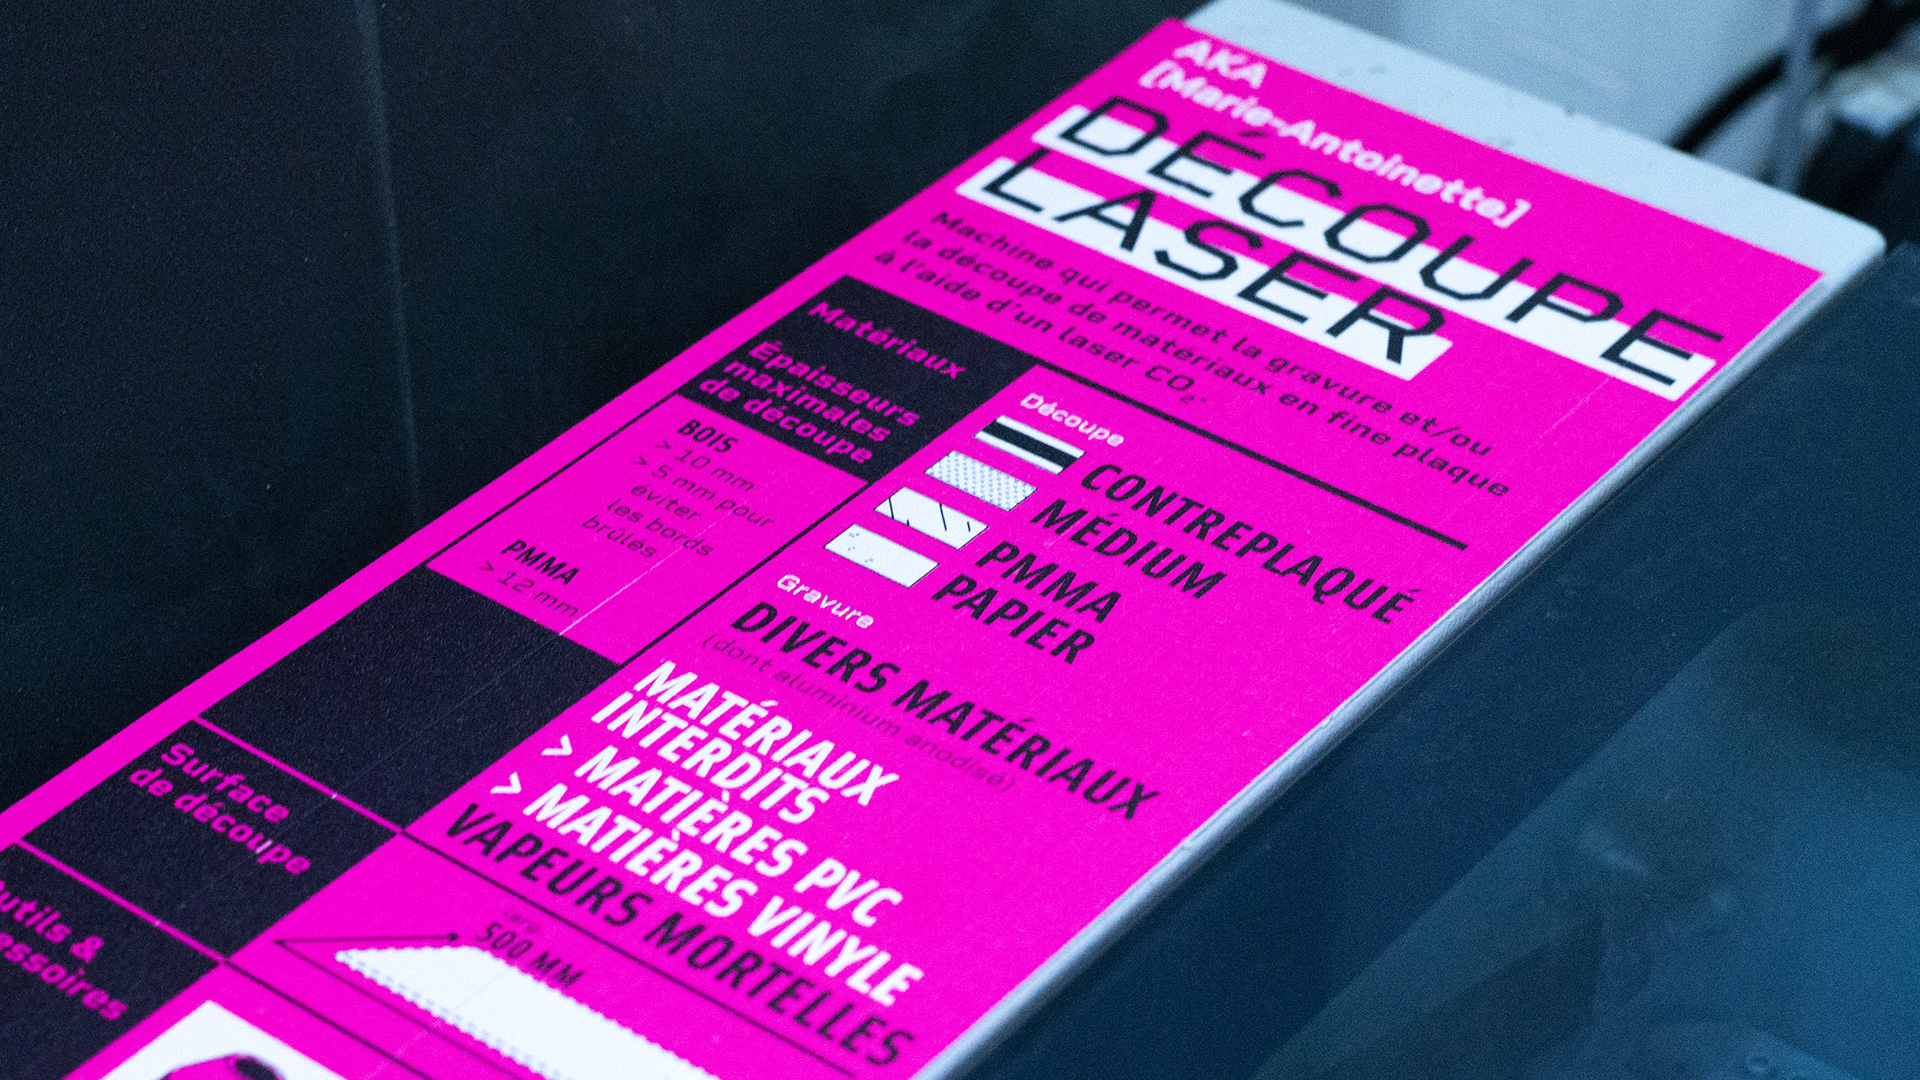 AKA
[Marie-Antoinette]
DÉCOUPE
LASER
Machine qui permet la gravure et/ou
la découpe de matériaux en fine plaque
à l'aide d'un laser CO₂.
Matériaux
Épaisseurs
maximales
de découpe
BOIS
> 10 mm
> 5 mm pour
éviter
les bords
brûlés
PMMA
> 12 mm
Découpe
CONTREPLAQUÉ
MÉDIUM
PMMA
PAPIER
Gravure
DIVERS MATÉRIAUX
(dont aluminium anodisé)
MATÉRIAUX
INTERDITS
> MATIÈRES PVC
> MATIÈRES VINYLE
VAPEURS MORTELLES
Surface
de découpe
500 MM
utils &
essoires